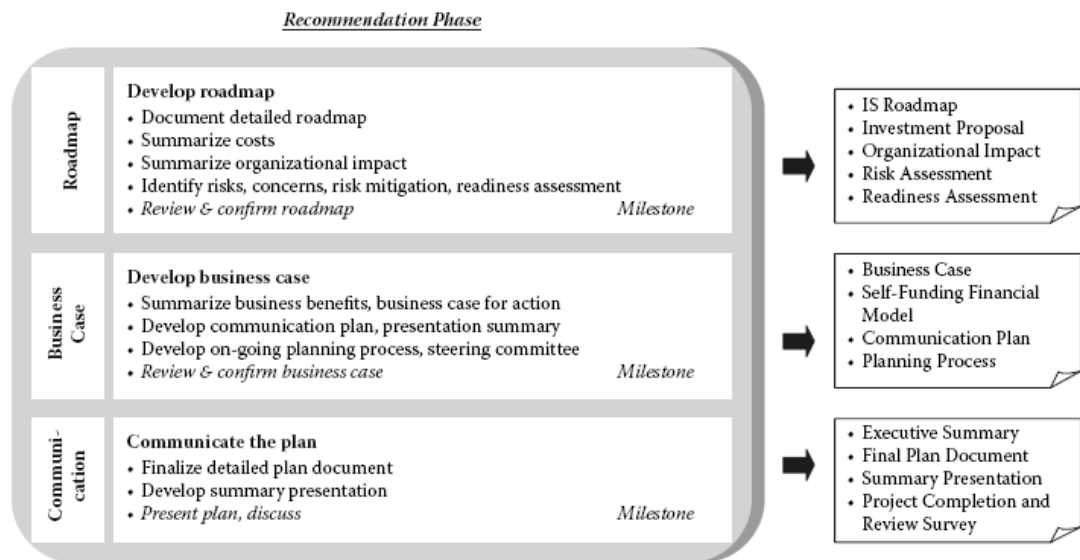 Recommendation Phase
Roadmap
Develop roadmap
• Document detailed roadmap
• Summarize costs
• Summarize organizational impact
• Identify risks, concerns, risk mitigation, readiness assessment
• Review & confirm roadmap Milestone
• IS Roadmap
• Investment Proposal
• Organizational Impact
• Risk Assessment
• Readiness Assessment
Business
Case
Develop business case
• Summarize business benefits, business case for action
• Develop communication plan, presentation summary
• Develop on-going planning process, steering committee
• Review & confirm business case Milestone
• Business Case
• Self-Funding Financial
Model
• Communication Plan
• Planning Process
Communi-
cation
Communicate the plan
• Finalize detailed plan document
• Develop summary presentation
• Present plan, discuss Milestone
• Executive Summary
• Final Plan Document
• Summary Presentation
• Project Completion and
Review Survey